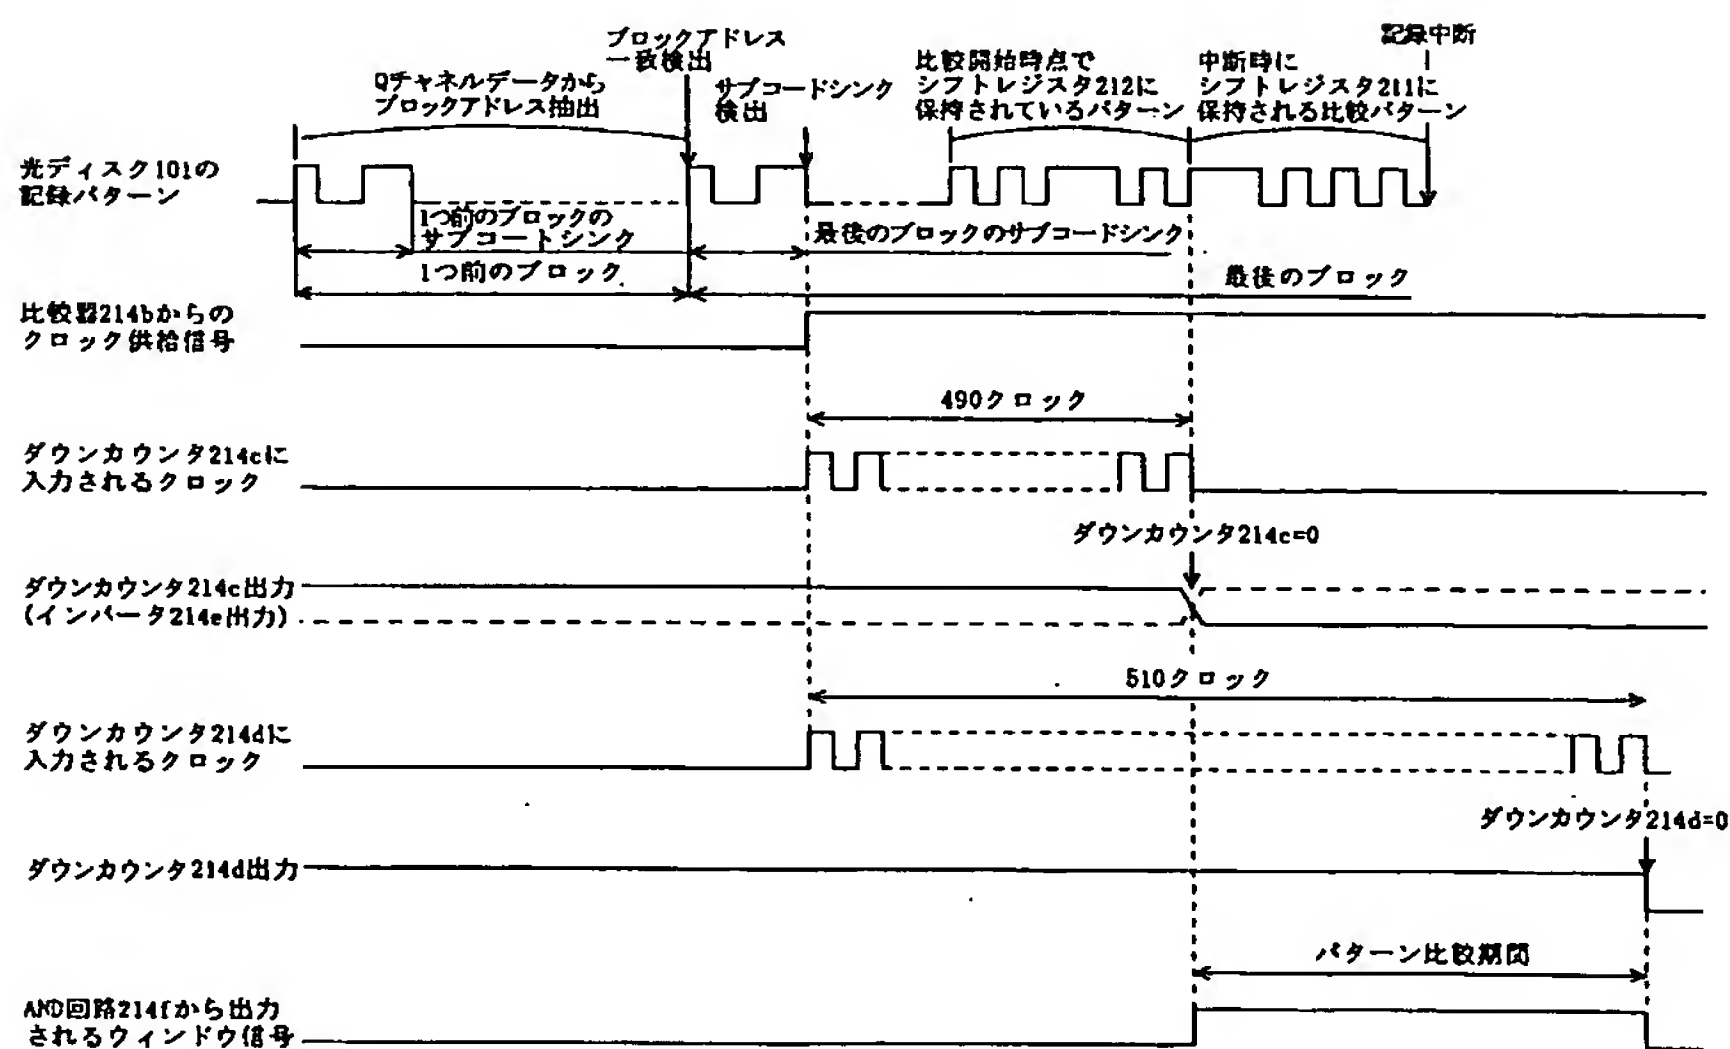 記録中断
ブロックアドレス
一致検出
Qチャネルデータから
ブロックアドレス抽出
サブコードシンク
検出
比較開始時点で
シフトレジスタ212に
保持されているパターン
中断時に
シフトレジスタ211に
保持される比較パターン
光ディスク101の
記録パターン
1つ前のブロックの
サブコートシンク
最後のブロックのサブコードシンク
1つ前のブロック
最後のブロック
比較器214bからの
クロック供給信号
490クロック
ダウンカウンタ214cに
入力されるクロック
ダウンカウンタ214c=0
ダウンカウンタ214c出力
(インバータ214e出力)
510クロック
ダウンカウンタ214dに
入力されるクロック
ダウンカウンタ214d=0
ダウンカウンタ214d出力
パターン比較期間
AND回路214fから出力
されるウィンドウ信号